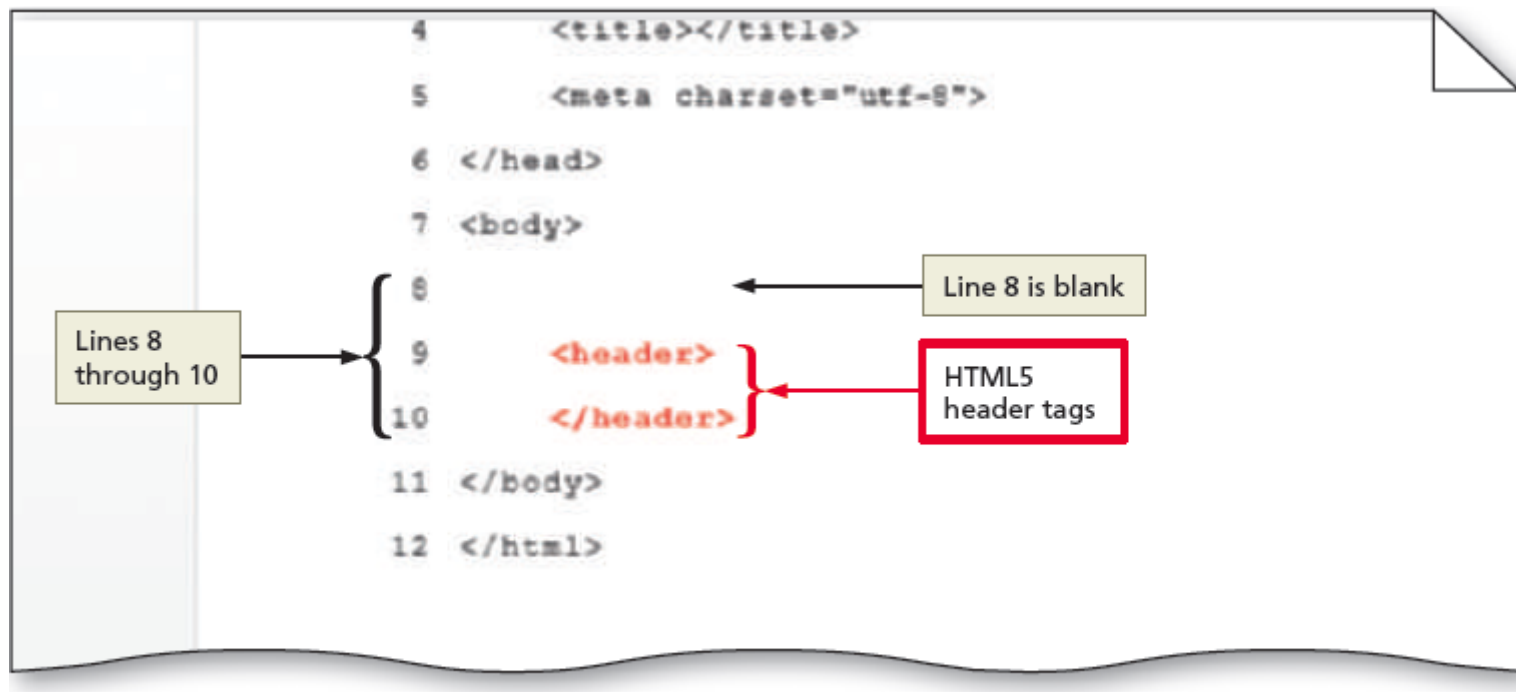 4 <title></title>
5 <meta charset="utf-8">
6 </head>
7 <body>
8
Line 8 is blank
Lines 8
through 10
9 <header>
10 </header>
HTML5
header tags
11 </body>
12 </html>